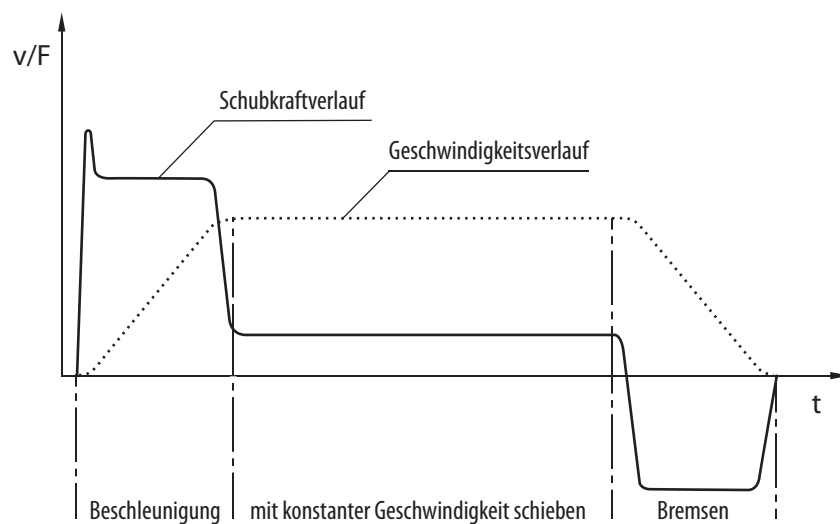 v/F
Schubkraftverlauf
Geschwindigkeitsverlauf
t
Beschleunigung
mit konstanter Geschwindigkeit schieben
Bremsen